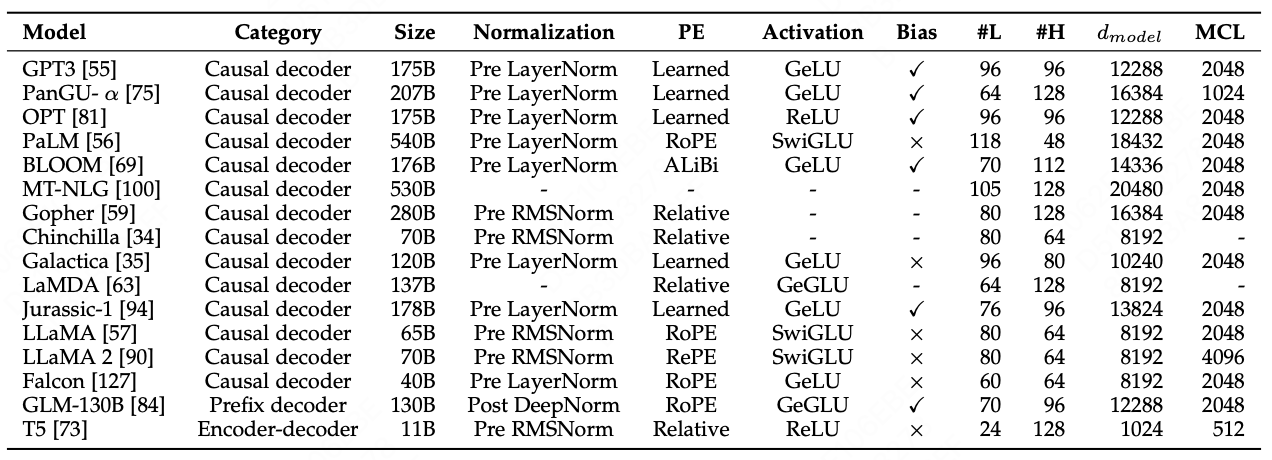 Model Category Size Normalization PE Activation Bias #L #H d_model MCL
GPT3 [55] Causal decoder 175B Pre LayerNorm Learned GeLU ✓ 96 96 12288 2048
PanGU- α [75] Causal decoder 207B Pre LayerNorm Learned GeLU ✓ 64 128 16384 1024
OPT [81] Causal decoder 175B Pre LayerNorm Learned ReLU ✓ 96 96 12288 2048
PaLM [56] Causal decoder 540B Pre LayerNorm RoPE SwiGLU × 118 48 18432 2048
BLOOM [69] Causal decoder 176B Pre LayerNorm ALiBi GeLU ✓ 70 112 14336 2048
MT-NLG [100] Causal decoder 530B - - - - 105 128 20480 2048
Gopher [59] Causal decoder 280B Pre RMSNorm Relative - - 80 128 16384 2048
Chinchilla [34] Causal decoder 70B Pre RMSNorm Relative - - 80 64 8192 -
Galactica [35] Causal decoder 120B Pre LayerNorm Learned GeLU × 96 80 10240 2048
LaMDA [63] Causal decoder 137B - Relative GeGLU - 64 128 8192 -
Jurassic-1 [94] Causal decoder 178B Pre LayerNorm Learned GeLU ✓ 76 96 13824 2048
LLaMA [57] Causal decoder 65B Pre RMSNorm RoPE SwiGLU × 80 64 8192 2048
LLaMA 2 [90] Causal decoder 70B Pre RMSNorm RePE SwiGLU × 80 64 8192 4096
Falcon [127] Causal decoder 40B Pre LayerNorm RoPE GeLU × 60 64 8192 2048
GLM-130B [84] Prefix decoder 130B Post DeepNorm RoPE GeGLU ✓ 70 96 12288 2048
T5 [73] Encoder-decoder 11B Pre RMSNorm Relative ReLU × 24 128 1024 512